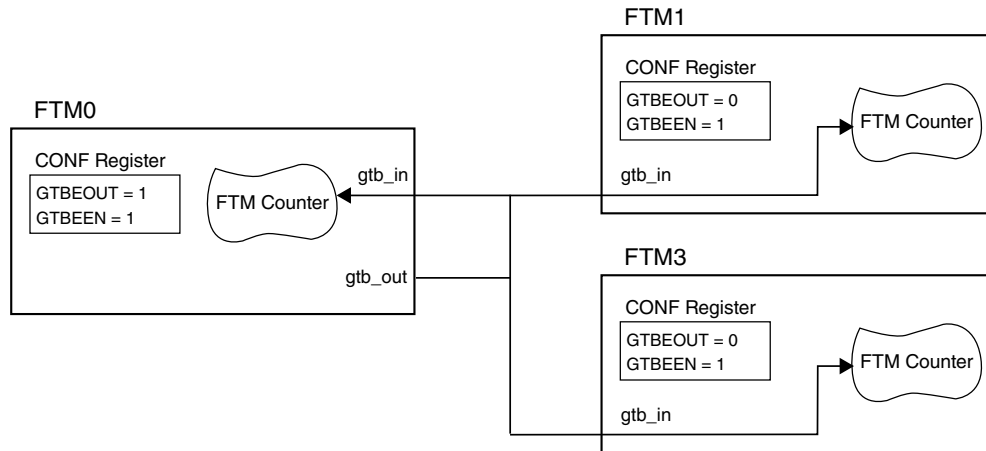 FTM0
CONF Register
GTBEOUT = 1
GTBEEN = 1
FTM Counter
gtb_in
gtb_out
FTM1
CONF Register
GTBEOUT = 0
GTBEEN = 1
FTM Counter
gtb_in
FTM3
CONF Register
GTBEOUT = 0
GTBEEN = 1
FTM Counter
gtb_in